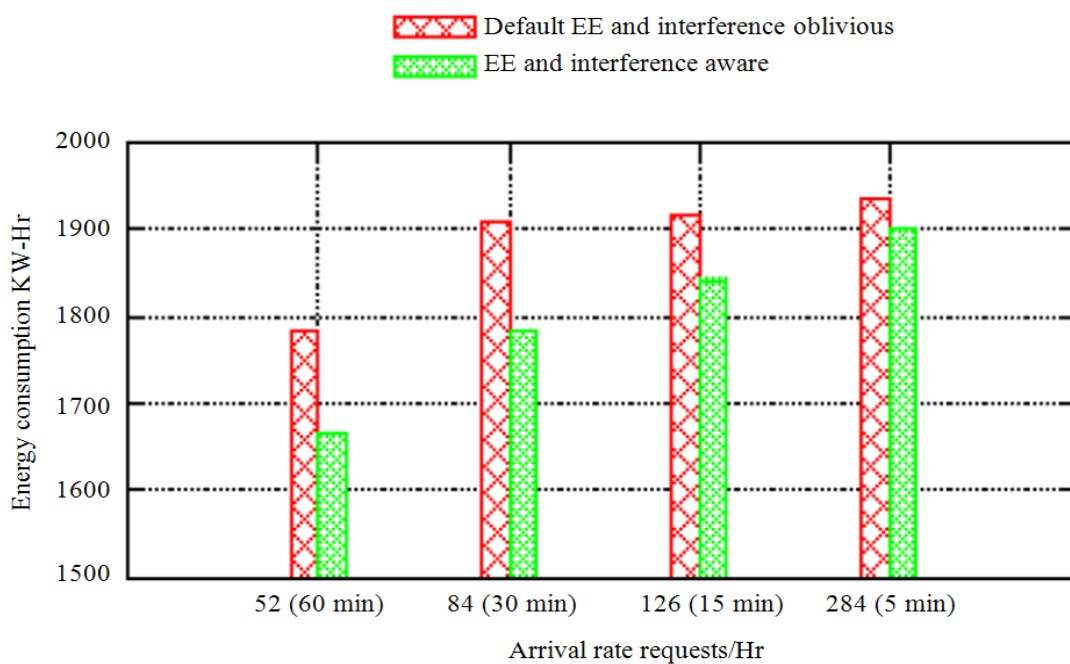 Default EE and interference oblivious
EE and interference aware
2000
1900
1800
1700
1600
1500
Energy consumption KW-Hr
52 (60 min)
84 (30 min)
126 (15 min)
284 (5 min)
Arrival rate requests/Hr